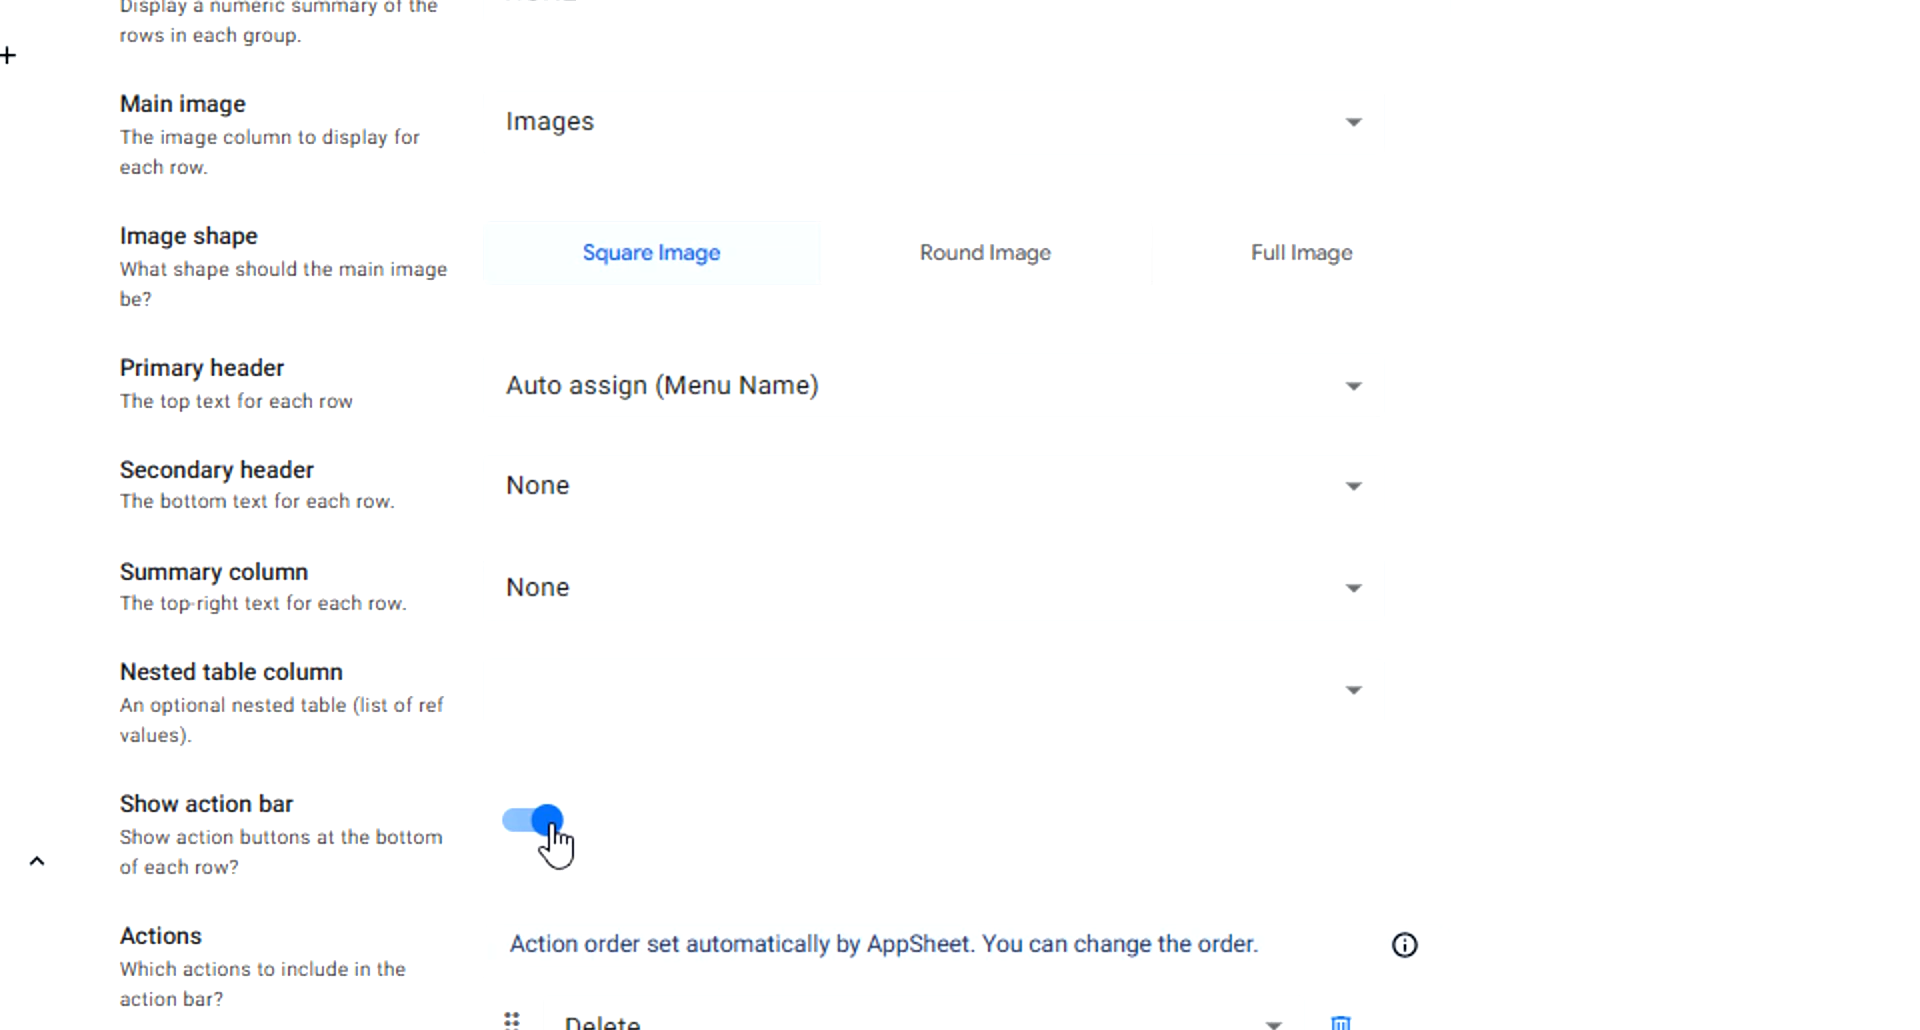 Display a numeric summary of the
rows in each group.
Main image
The image column to display for
each row.
Images
Image shape
What shape should the main image
be?
Square Image
Round Image
Full Image
Primary header
The top text for each row
Auto assign (Menu Name)
Secondary header
The bottom text for each row.
None
Summary column
The top-right text for each row.
None
Nested table column
An optional nested table (list of ref
values).
Show action bar
Show action buttons at the bottom
of each row?
Actions
Which actions to include in the
action bar?
Action order set automatically by AppSheet. You can change the order.
Delete